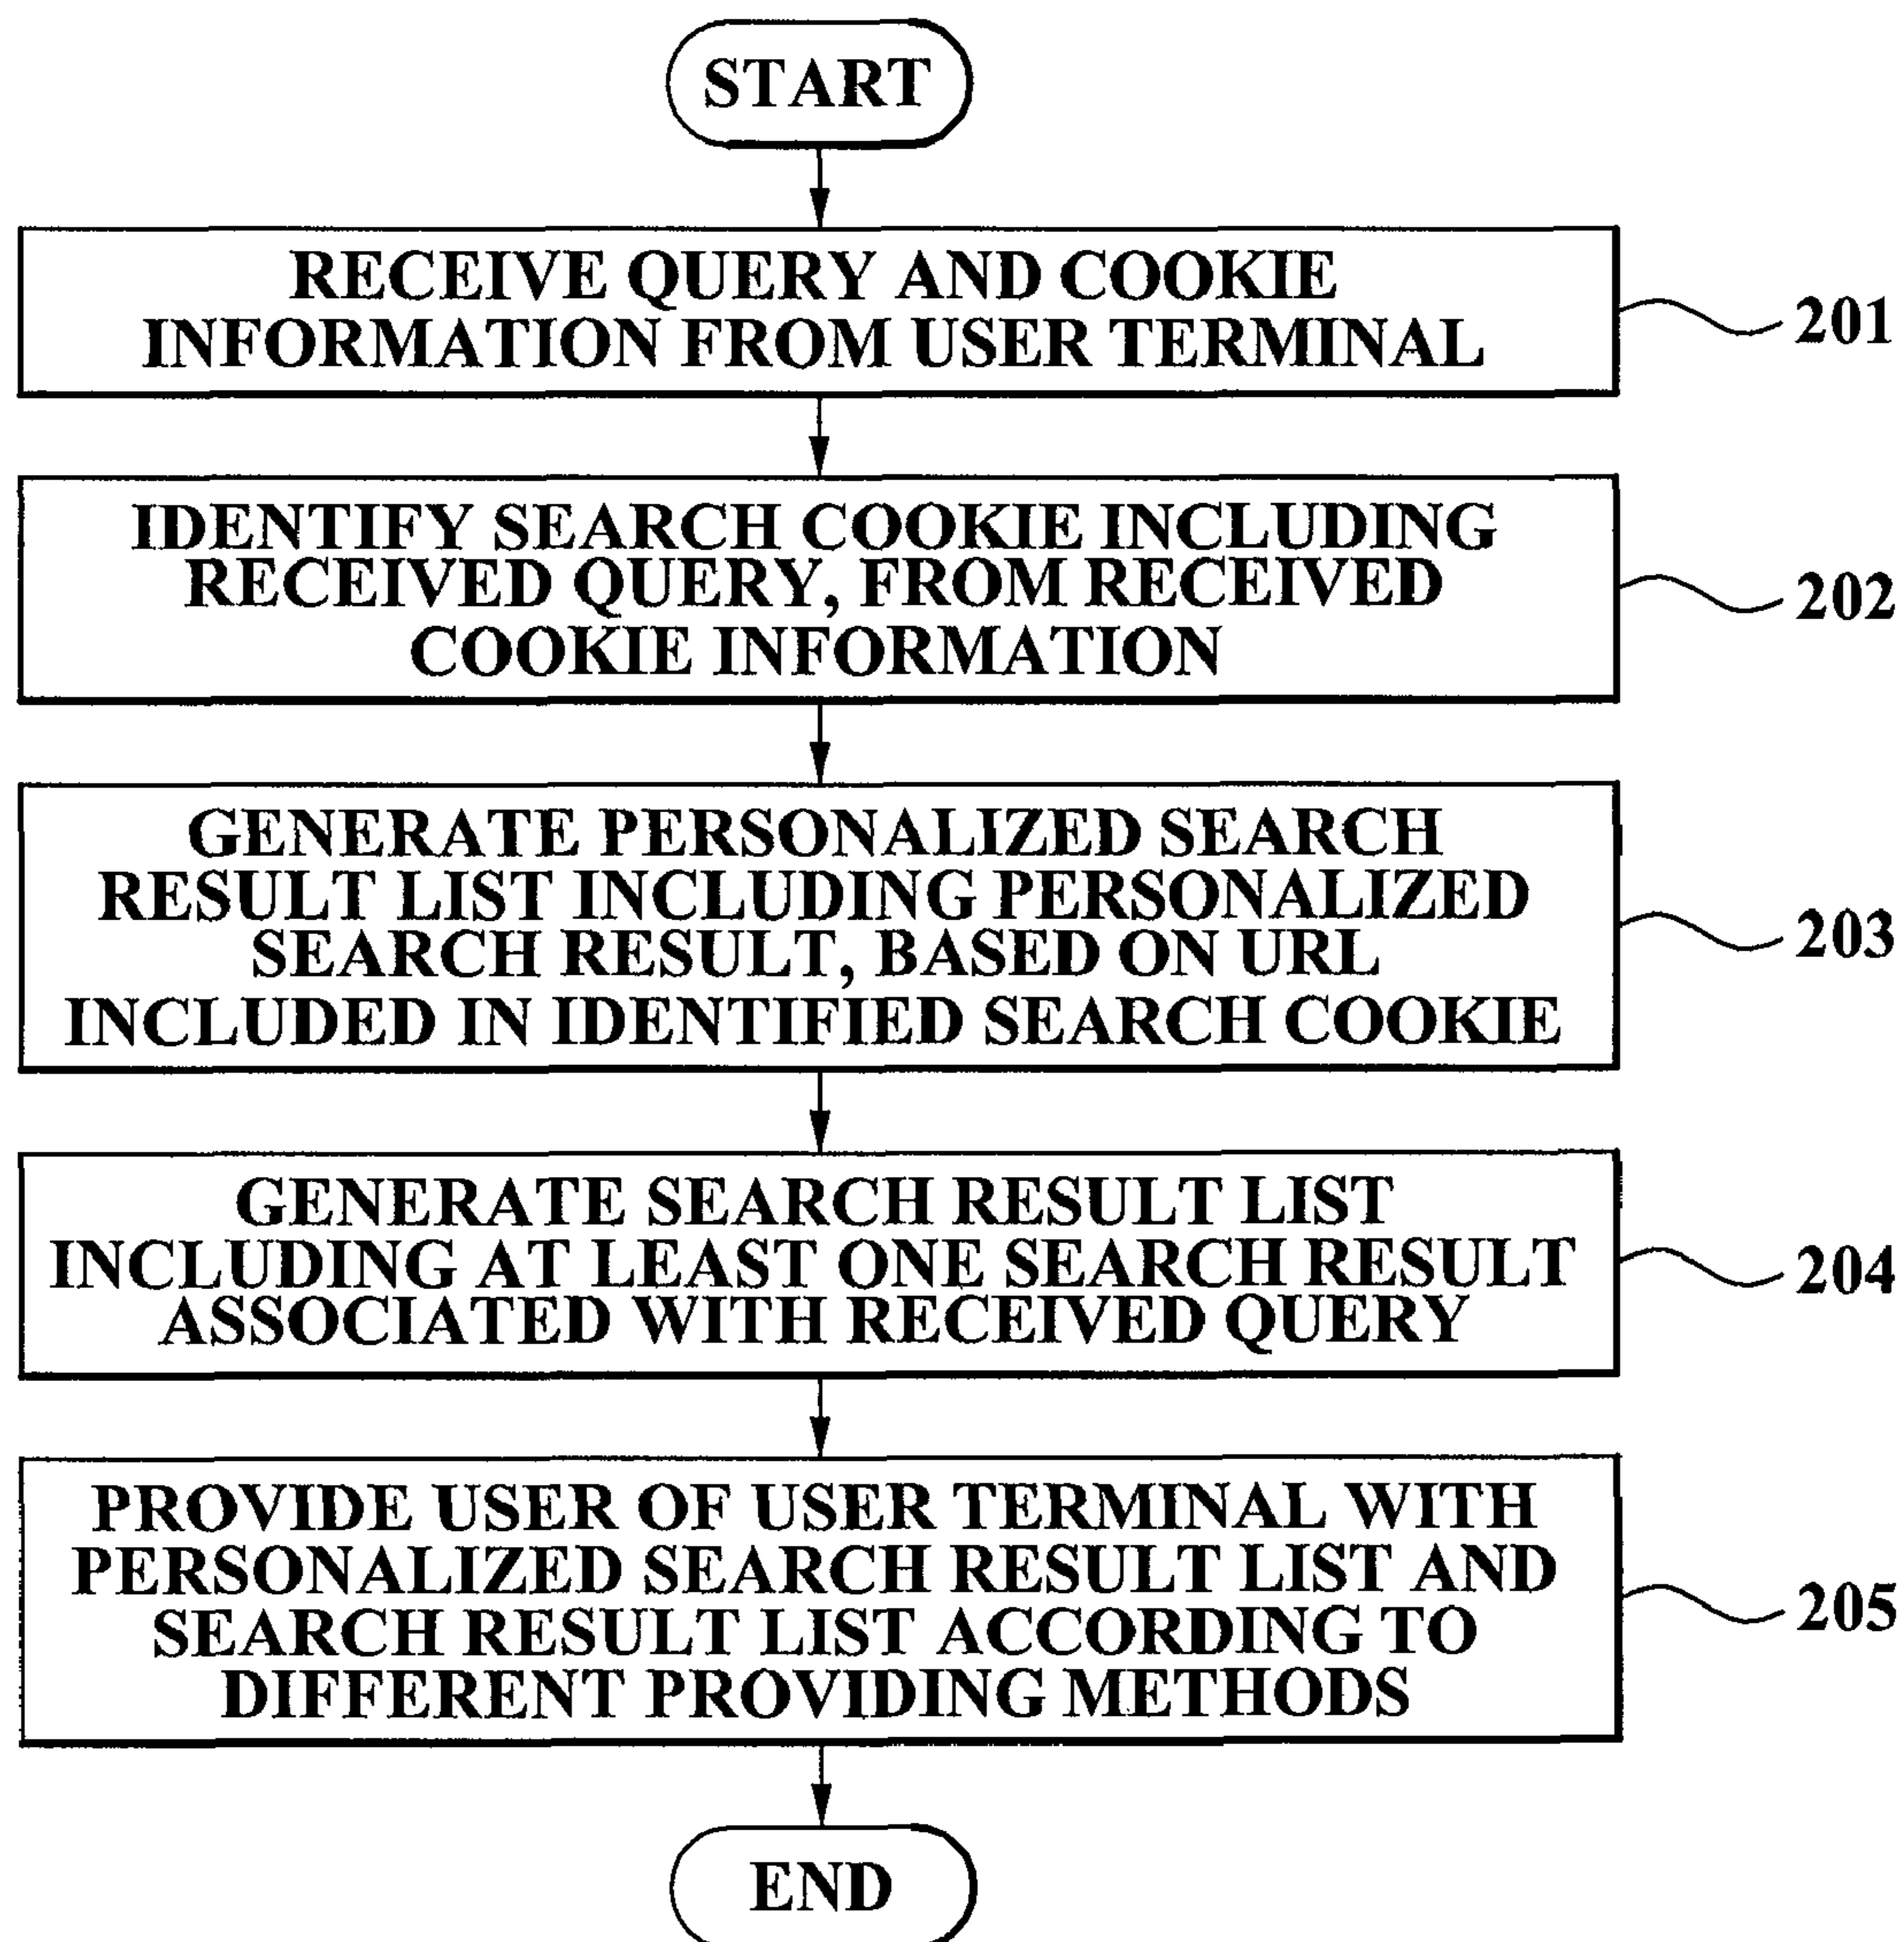 START
RECEIVE QUERY AND COOKIE
INFORMATION FROM USER TERMINAL
201
IDENTIFY SEARCH COOKIE INCLUDING
RECEIVED QUERY, FROM RECEIVED
COOKIE INFORMATION
202
GENERATE PERSONALIZED SEARCH
RESULT LIST INCLUDING PERSONALIZED
SEARCH RESULT, BASED ON URL
INCLUDED IN IDENTIFIED SEARCH COOKIE
203
GENERATE SEARCH RESULT LIST
INCLUDING AT LEAST ONE SEARCH RESULT
ASSOCIATED WITH RECEIVED QUERY
204
PROVIDE USER OF USER TERMINAL WITH
PERSONALIZED SEARCH RESULT LIST AND
SEARCH RESULT LIST ACCORDING TO
DIFFERENT PROVIDING METHODS
205
END